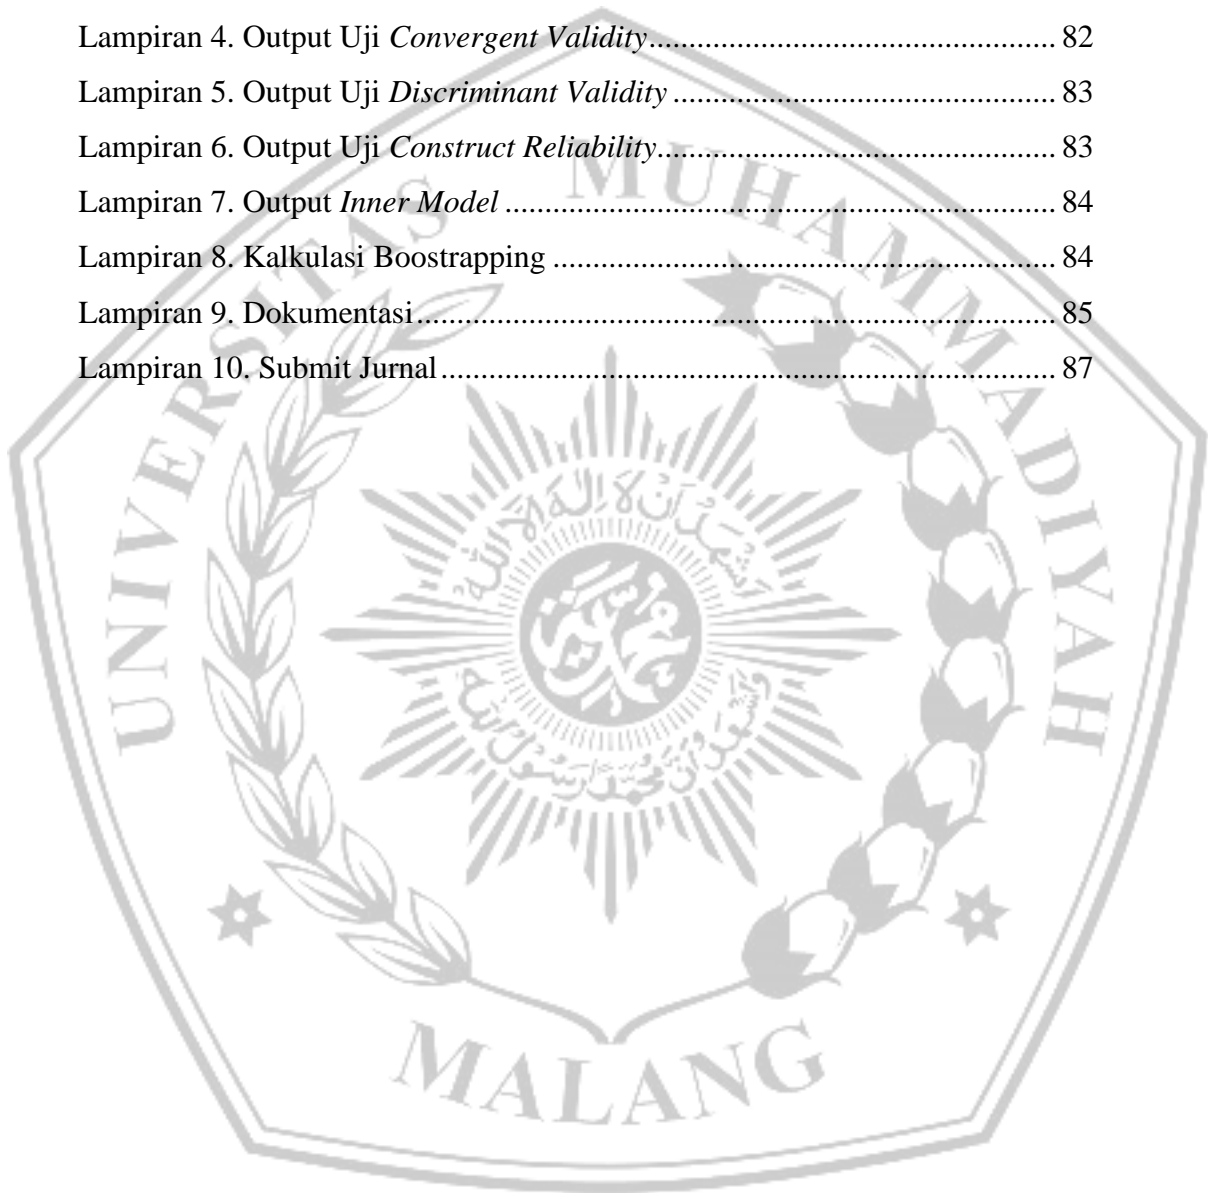 Lampiran 4. Output Uji Convergent Validity.................................................... 82
Lampiran 5. Output Uji Discriminant Validity ................................................. 83
Lampiran 6. Output Uji Construct Reliability................................................... 83
Lampiran 7. Output Inner Model ...................................................................... 84
Lampiran 8. Kalkulasi Boostrapping ................................................................ 84
Lampiran 9. Dokumentasi ................................................................................. 85
Lampiran 10. Submit Jurnal .............................................................................. 87
UNIVERSITAS MUHAMMADIYAH
MALANG